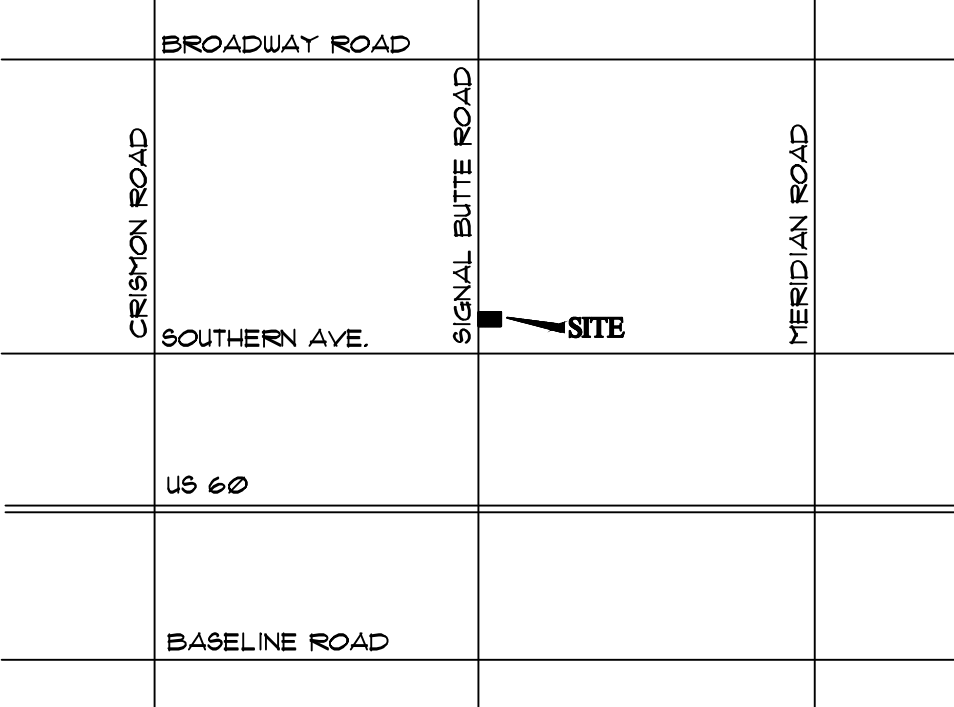 BROADWAY ROAD
CRISMON ROAD
SIGNAL BUTTE ROAD
MERIDIAN ROAD
SITE
SOUTHERN AVE.
US 60
BASELINE ROAD